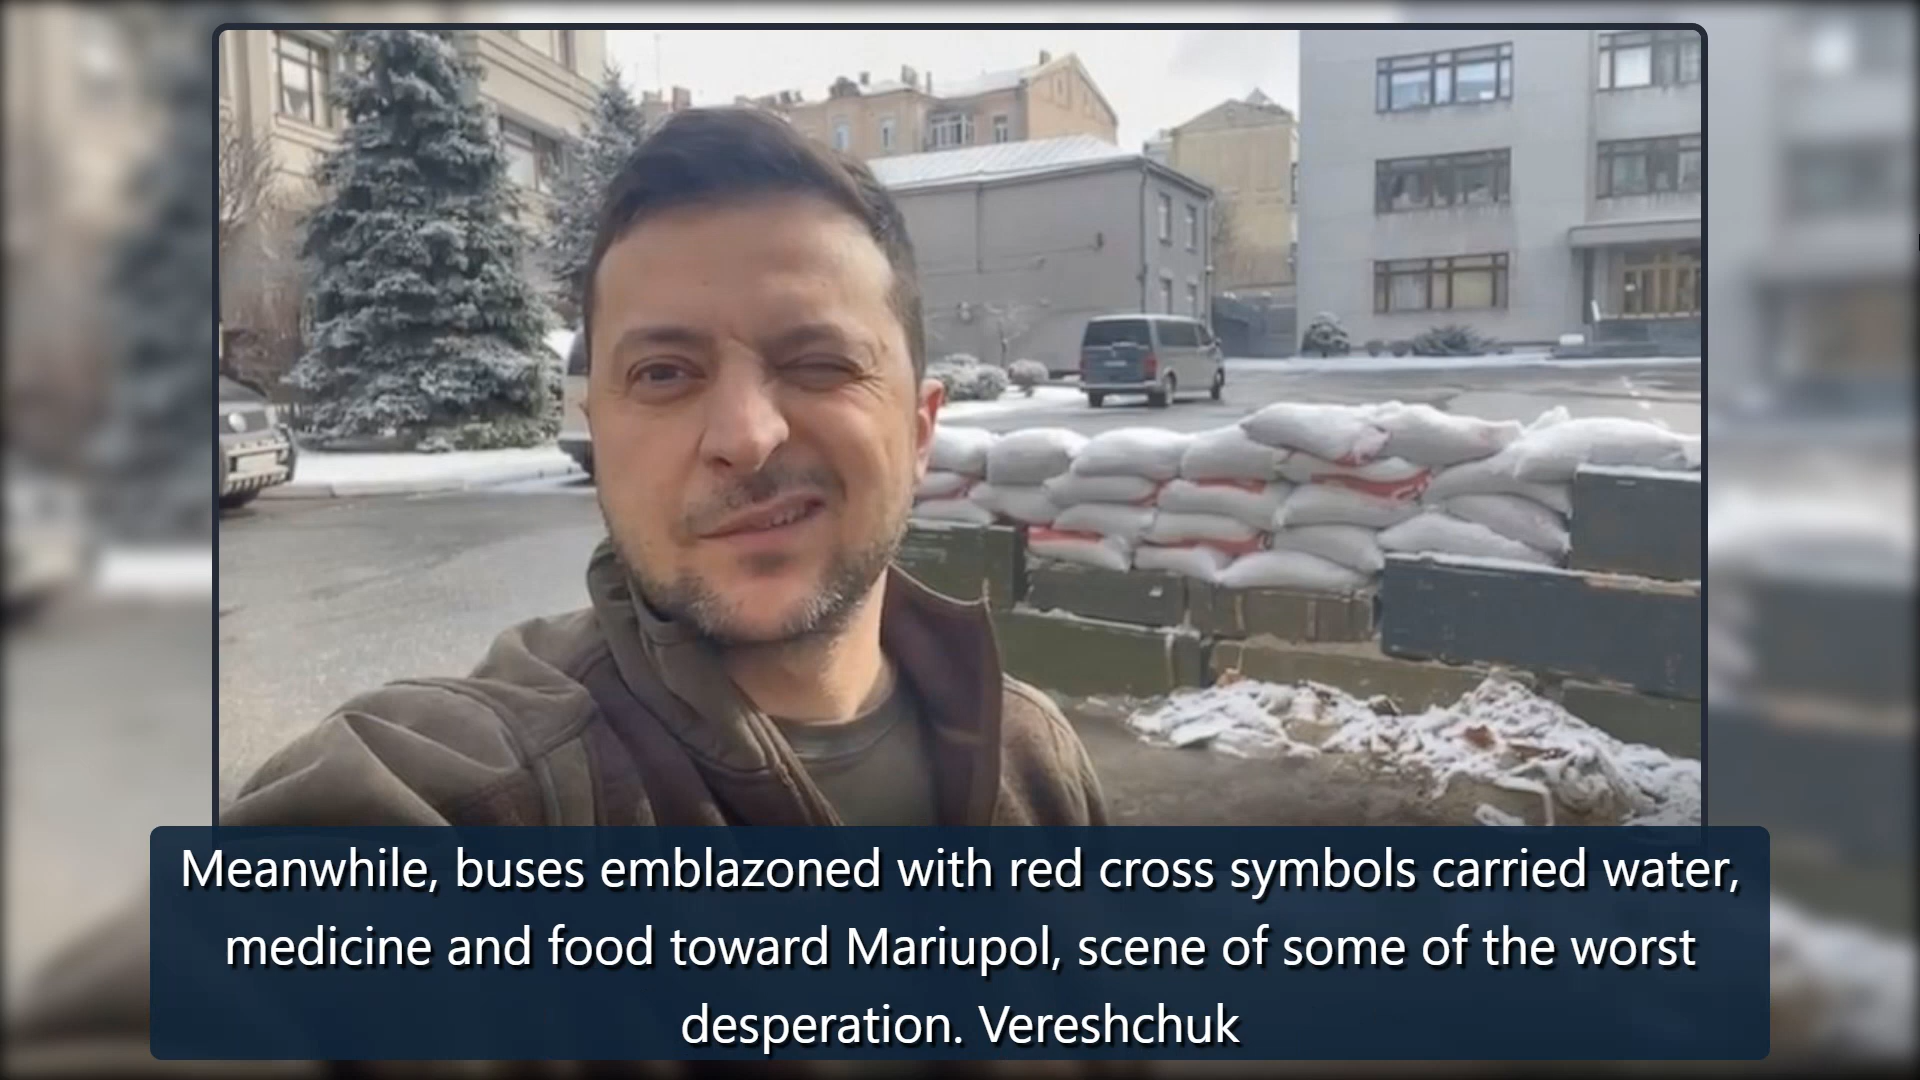 Meanwhile, buses emblazoned with red cross symbols carried water,
medicine and food toward Mariupol, scene of some of the worst
desperation. Vereshchuk